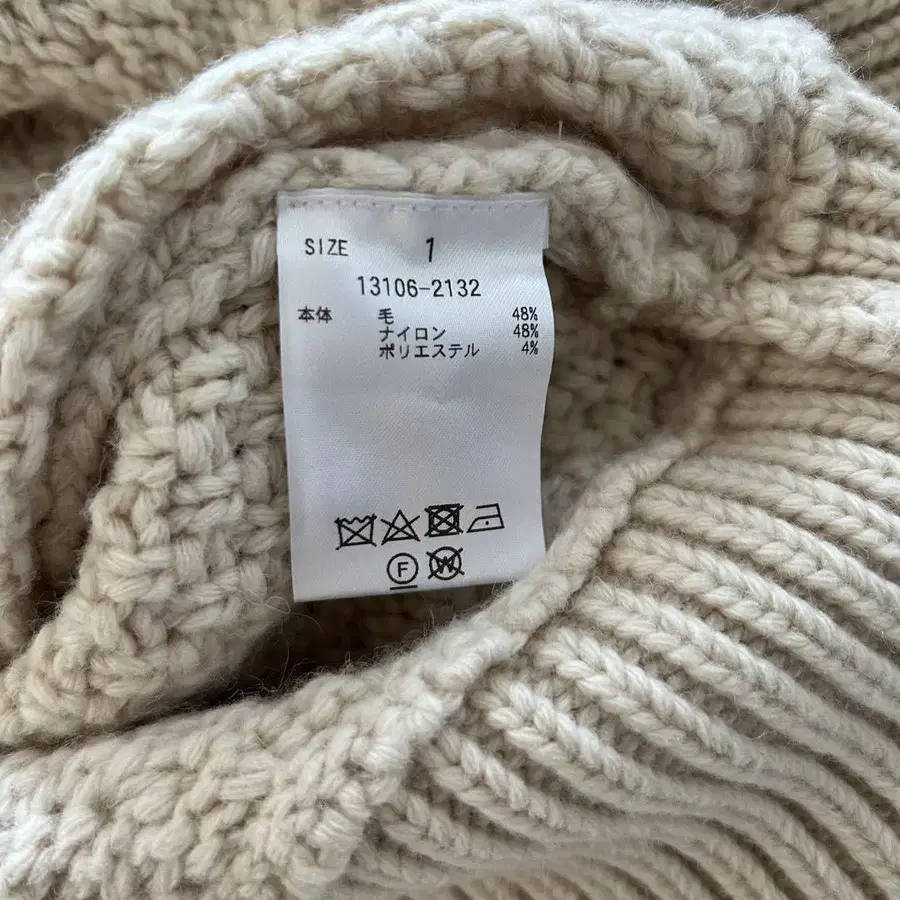 SIZE 1
13106-2132
本体 毛 48%
ナイロン 48%
ポリエステル 4%
F W